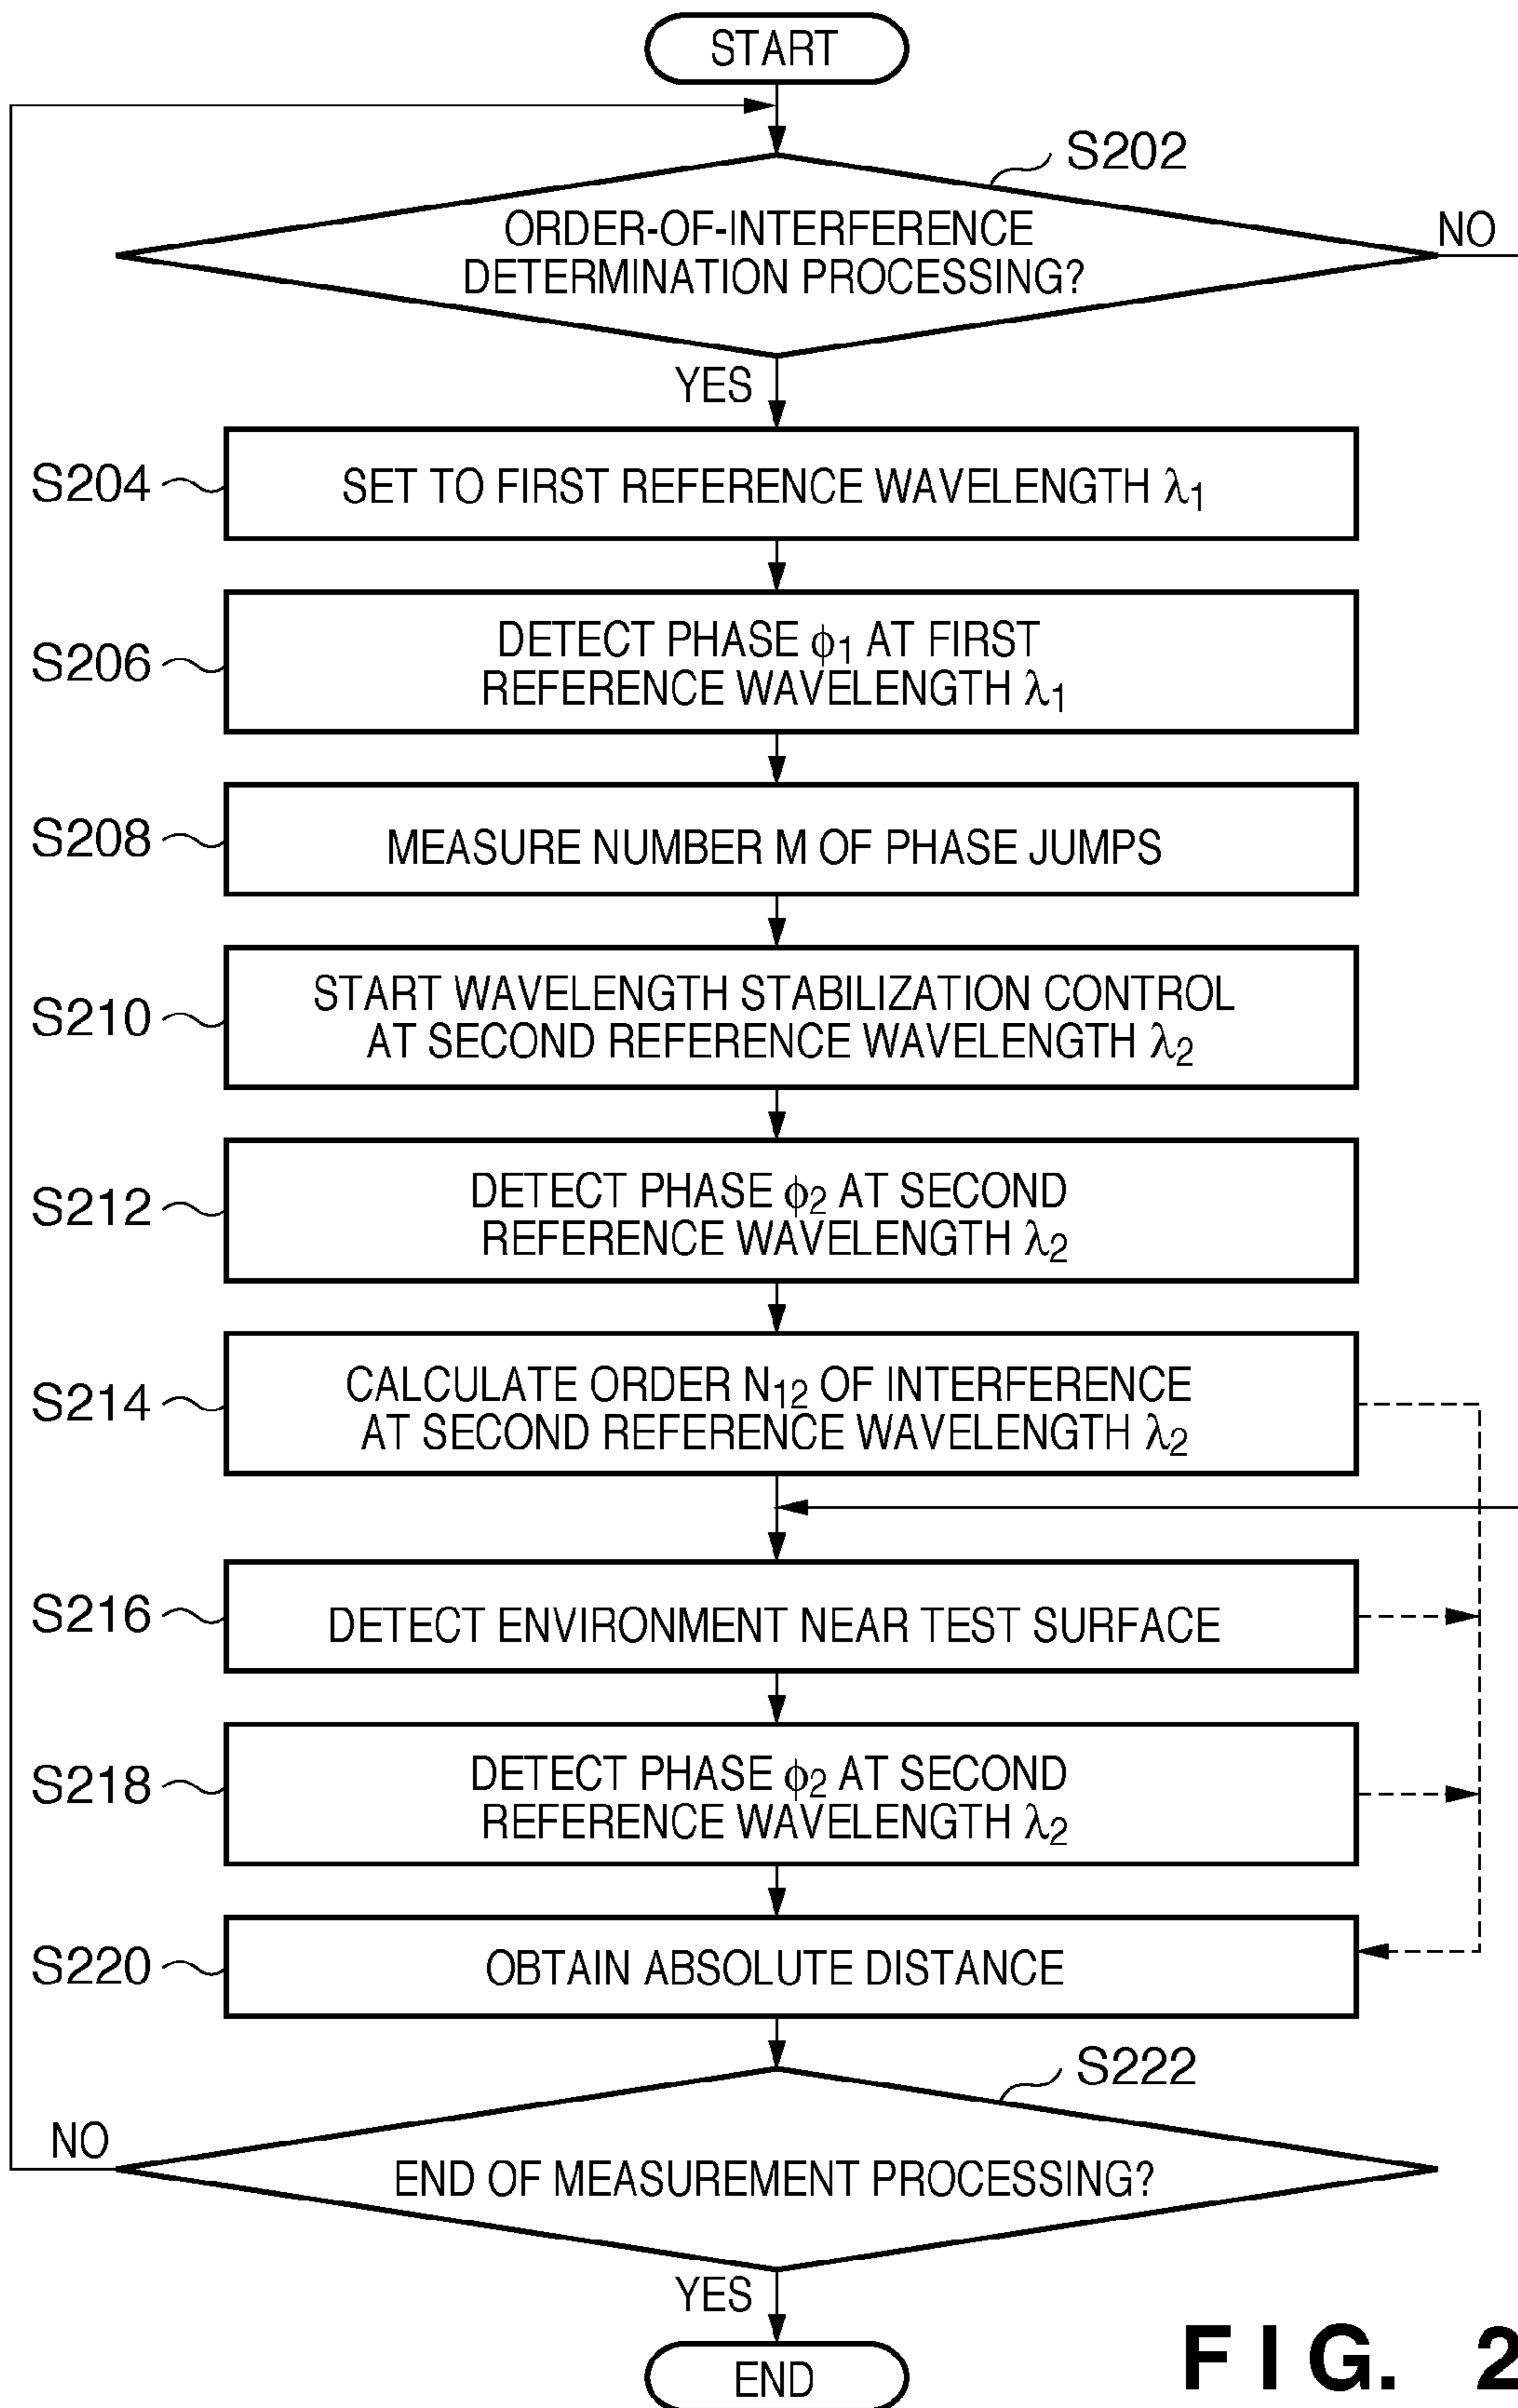 START
S202
ORDER-OF-INTERFERENCE
DETERMINATION PROCESSING?
NO
YES
S204
SET TO FIRST REFERENCE WAVELENGTH λ1
S206
DETECT PHASE ϕ1 AT FIRST
REFERENCE WAVELENGTH λ1
S208
MEASURE NUMBER M OF PHASE JUMPS
S210
START WAVELENGTH STABILIZATION CONTROL
AT SECOND REFERENCE WAVELENGTH λ2
S212
DETECT PHASE ϕ2 AT SECOND
REFERENCE WAVELENGTH λ2
S214
CALCULATE ORDER N12 OF INTERFERENCE
AT SECOND REFERENCE WAVELENGTH λ2
S216
DETECT ENVIRONMENT NEAR TEST SURFACE
S218
DETECT PHASE ϕ2 AT SECOND
REFERENCE WAVELENGTH λ2
S220
OBTAIN ABSOLUTE DISTANCE
S222
NO
END OF MEASUREMENT PROCESSING?
YES
END
FIG. 2